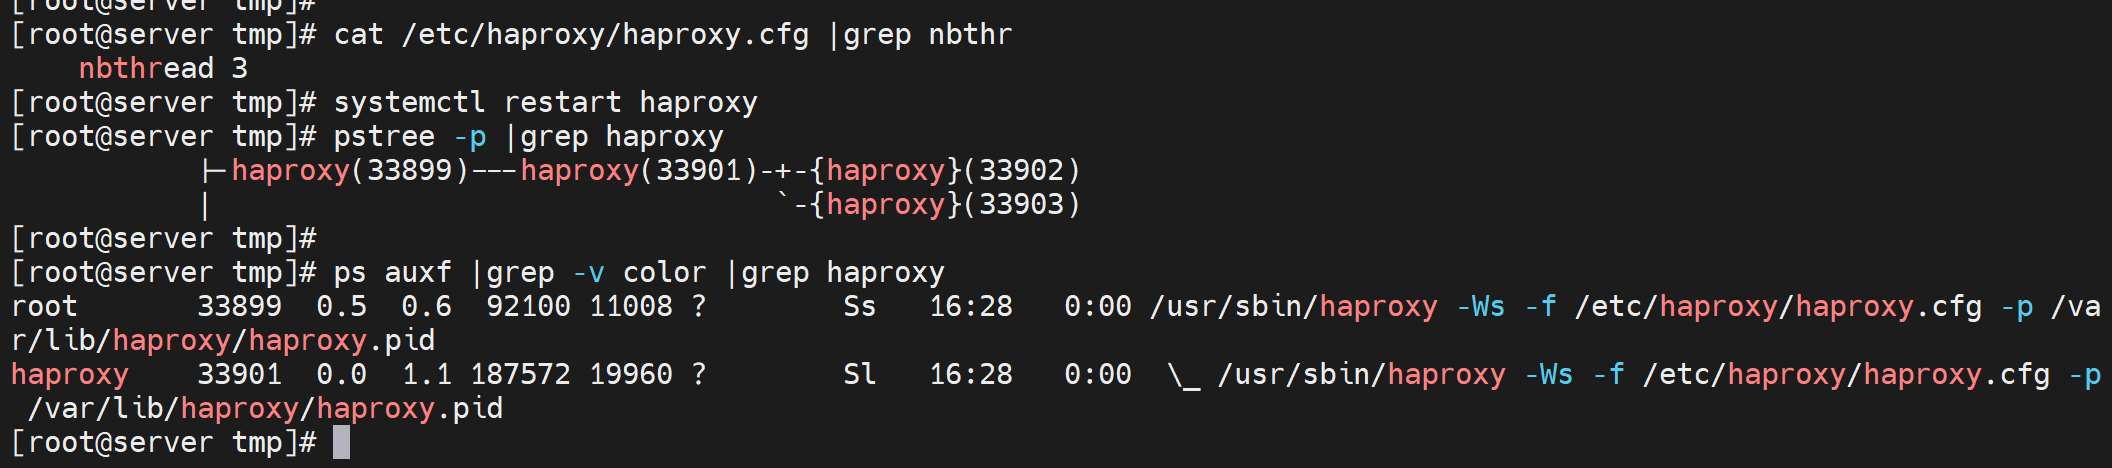 [root@server tmp]#
[root@server tmp]# cat /etc/haproxy/haproxy.cfg |grep nbthr
    nbthread 3
[root@server tmp]# systemctl restart haproxy
[root@server tmp]# pstree -p |grep haproxy
           ├─haproxy(33899)---haproxy(33901)-+-{haproxy}(33902)
           |                                 `-{haproxy}(33903)
[root@server tmp]#
[root@server tmp]# ps auxf |grep -v color |grep haproxy
root       33899  0.5  0.6  92100 11008 ?        Ss   16:28   0:00 /usr/sbin/haproxy -Ws -f /etc/haproxy/haproxy.cfg -p /va
r/lib/haproxy/haproxy.pid
haproxy    33901  0.0  1.1 187572 19960 ?        Sl   16:28   0:00  \_ /usr/sbin/haproxy -Ws -f /etc/haproxy/haproxy.cfg -p
 /var/lib/haproxy/haproxy.pid
[root@server tmp]#